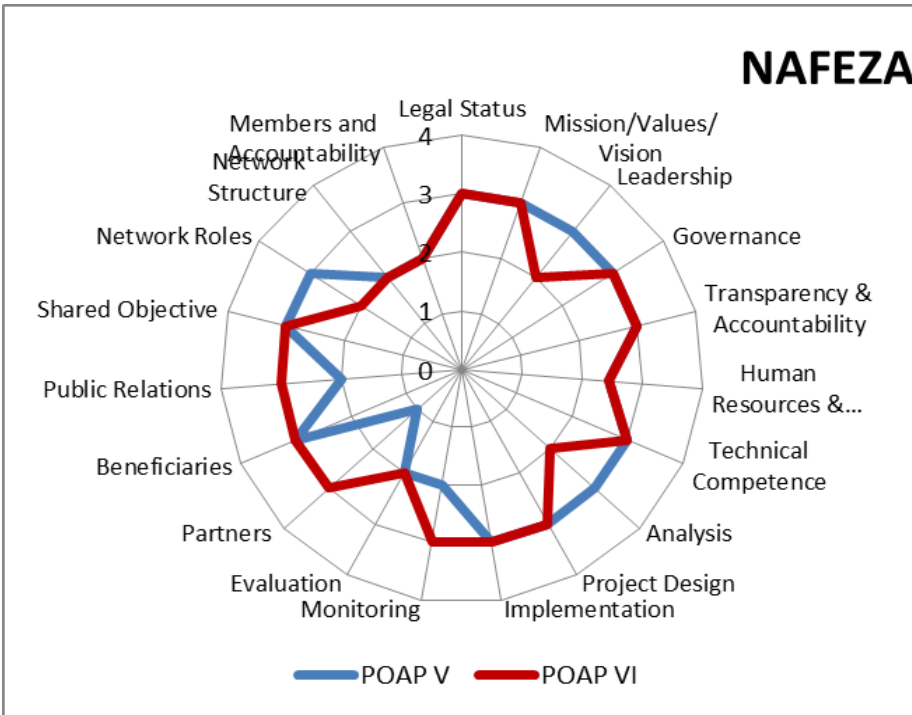 NAFEZA
Legal Status
Mission/Values/
Vision
Leadership
Governance
Transparency &
Accountability
Human
Resources &...
Technical
Competence
Analysis
Project Design
Implementation
Monitoring
Evaluation
Partners
Beneficiaries
Public Relations
Shared Objective
Network Roles
Network
Structure
Members and
Accountability
4
3
2
1
0
POAP V
POAP VI